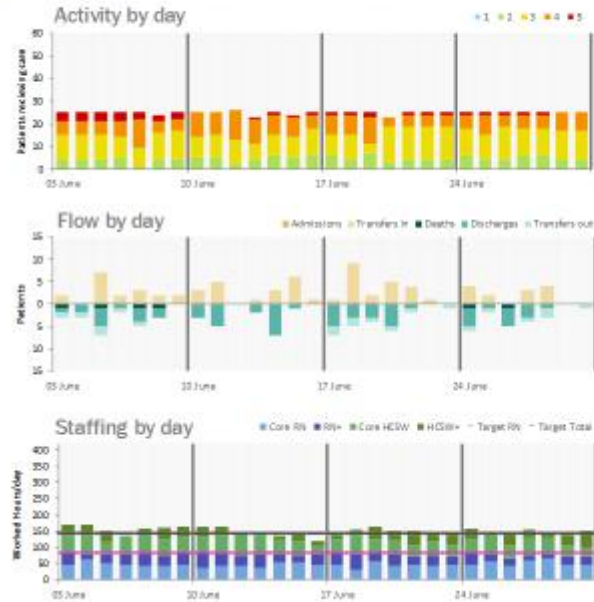 Activity by day
1 2 3 4 5
Patients recieving care
60
50
40
30
20
10
0
03 June 10 June 17 June 24 June
Flow by day
Admissions Transfers in Deaths Discharges Transfers out
Patients
15
10
5
0
5
10
15
03 June 10 June 17 June 24 June
Staffing by day
Core RN RN+ Core HCSW HCSW+ Target RN Target Total
Worked Hours/day
400
350
300
250
200
150
100
50
0
03 June 10 June 17 June 24 June